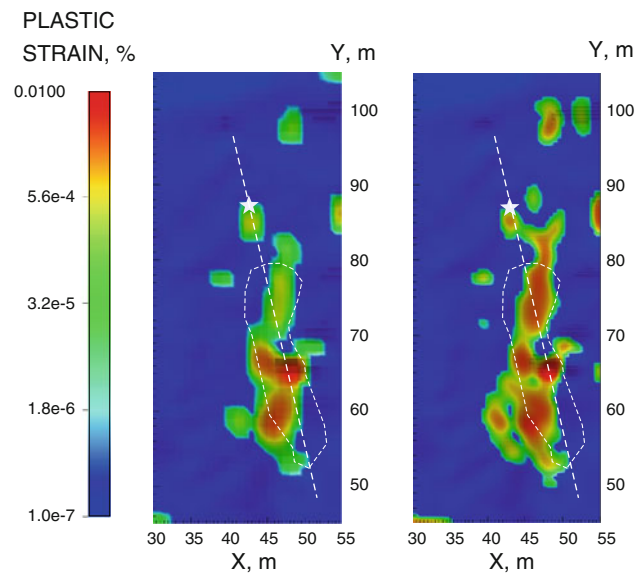 PLASTIC
STRAIN, %
Y, m
Y, m
0.0100
5.6e-4
3.2e-5
1.8e-6
1.0e-7
100
90
80
70
60
50
100
90
80
70
60
50
30 35 40 45 50 55
30 35 40 45 50 55
X, m
X, m